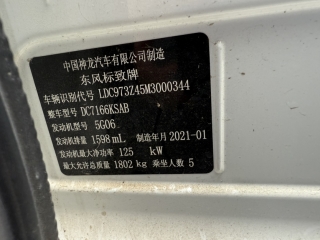 中国神龙汽车有限公司制造
东风标致牌
车辆识别代号 LDC973Z45M3000344
整车型号 DC7166KSAB
发动机型号 5G06
发动机排量 1598 mL 制造年月 2021-01
发动机最大净功率 125 kW
最大允许总质量 1802 kg 乘坐人数 5